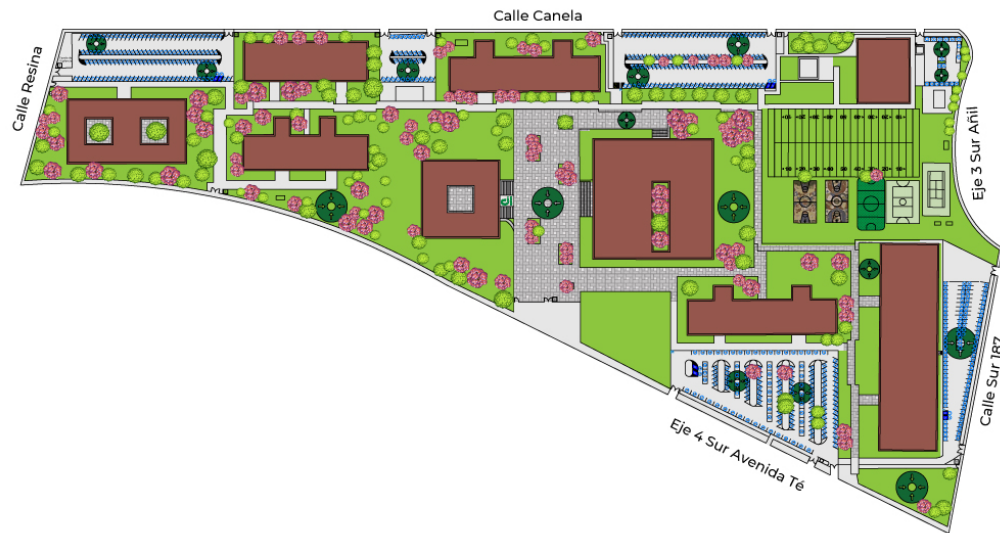 Calle Canela
Calle Resina
Eje 3 Sur Añil
Calle Sur 187
Eje 4 Sur Avenida Té